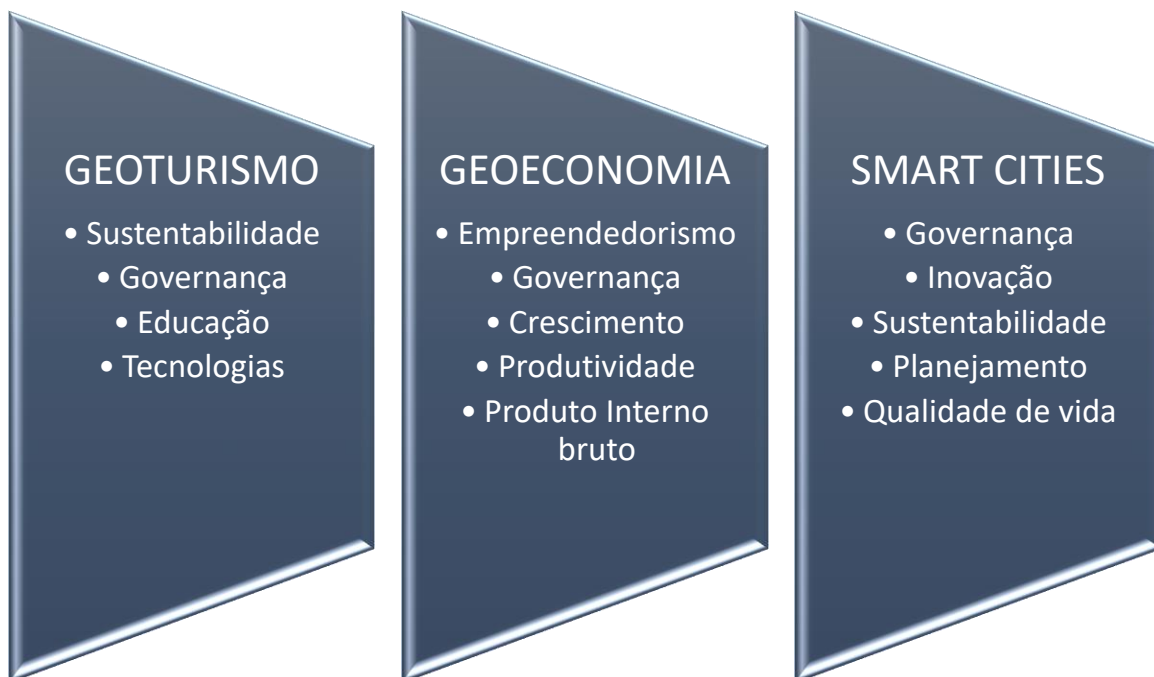 GEOTURISMO
• Sustentabilidade
• Governança
• Educação
• Tecnologias
GEOECONOMIA
• Empreendedorismo
• Governança
• Crescimento
• Produtividade
• Produto Interno
bruto
SMART CITIES
• Governança
• Inovação
• Sustentabilidade
• Planejamento
• Qualidade de vida